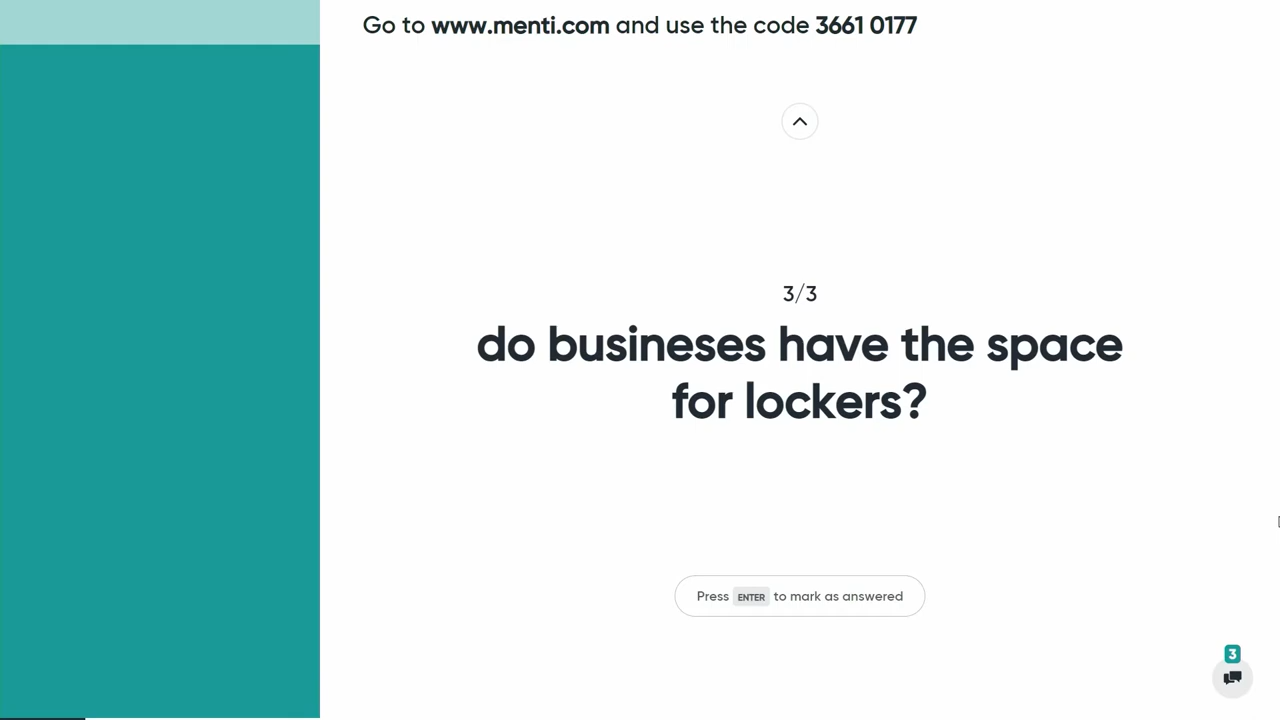 Go to www.menti.com and use the code 3661 0177
3/3
do busineses have the space
for lockers?
Press ENTER to mark as answered
3